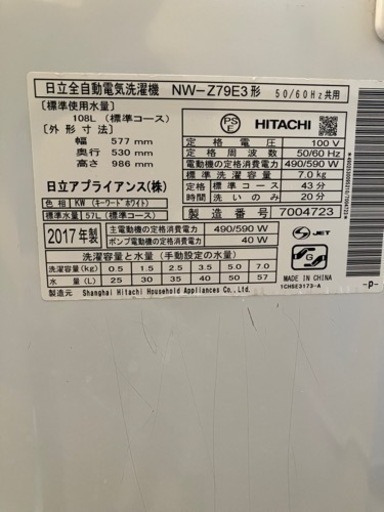 日立全自動電気洗濯機 NW-Z79E3形 50/60Hz共用
〔標準使用水量〕
108L (標準コース)
〔外形寸法〕
幅 577 mm
奥行 530 mm
高さ 986 mm
日立アプライアンス(株)
色相 KW (キーワードホワイト)
標準水量 57L (標準コース)
PS
E
HITACHI
定格電圧 100 V
定格周波数 50/60 Hz
電動機の定格消費電力 490/590 W
標準洗濯容量 7.0 kg
標準コース 43分
時間 洗いのみ 20分
製造番号 7004723
2017年製
主電動機の定格消費電力 490/590 W
ポンプ電動機の定格消費電力 40 W
JET
洗濯容量と水量 (手動設定の水量)
洗濯容量(kg) 0.5 1.5 2.5 3.5 4.5 5.0 7.0
水量(L) 25 30 35 40 50 57
G
MADE IN CHINA
1CH5E3173-A
製造元 Shanghai Hitachi Household Appliances Co.,Ltd.
-p-